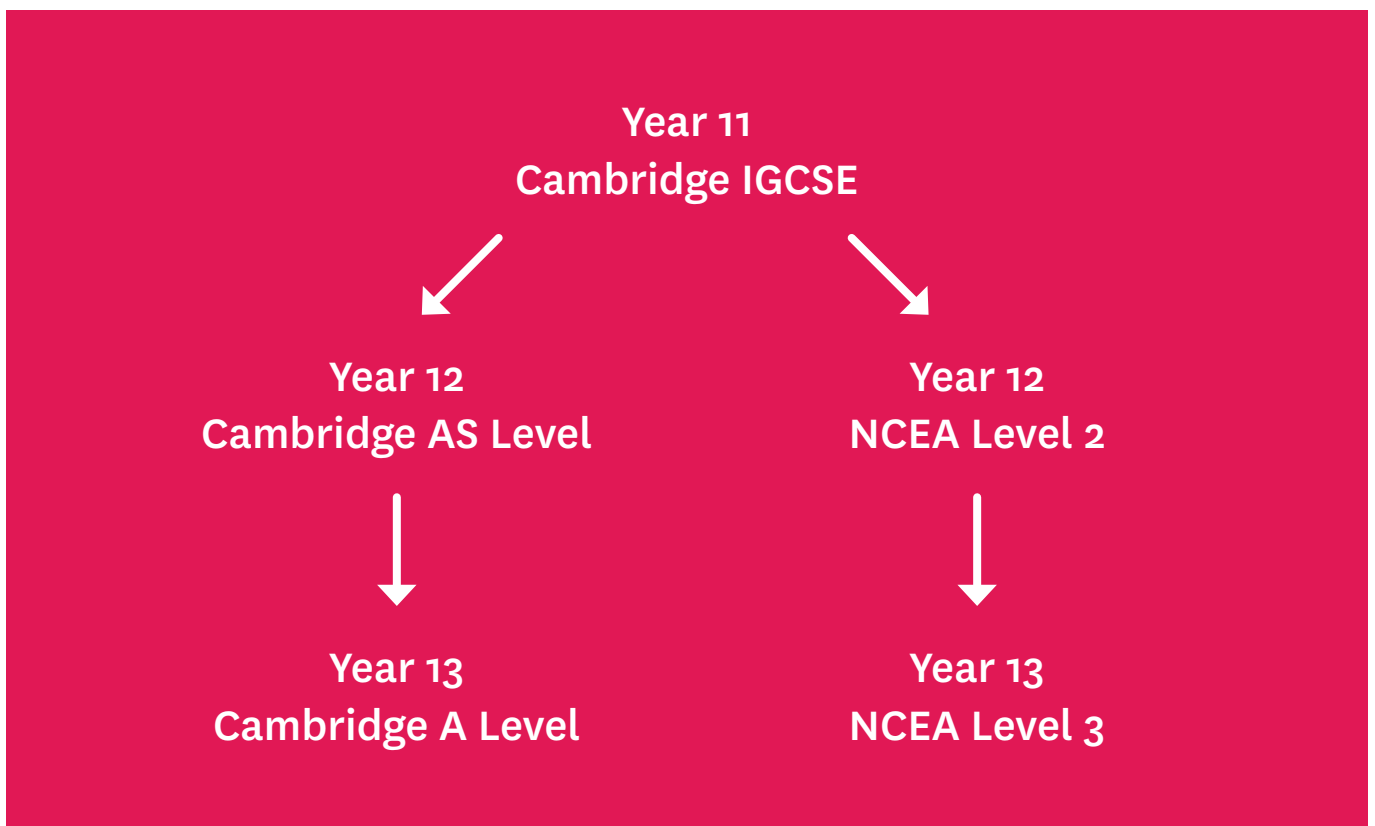 Year 11
Cambridge IGCSE
Year 12
Cambridge AS Level
Year 12
NCEA Level 2
Year 13
Cambridge A Level
Year 13
NCEA Level 3